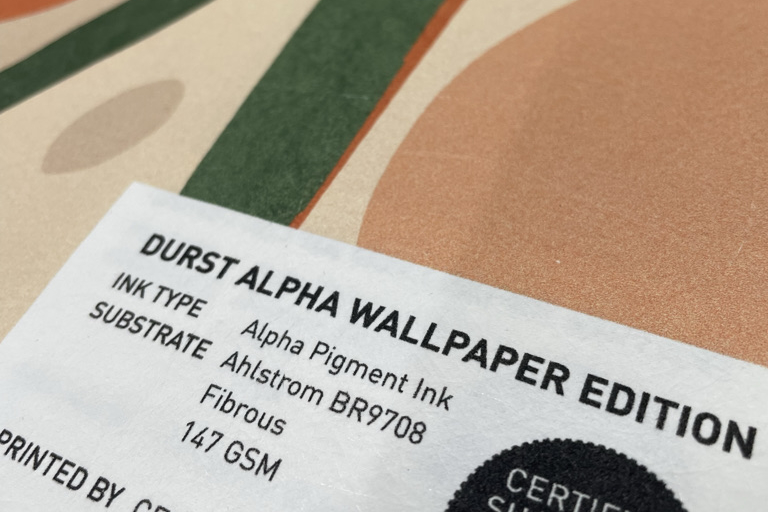 DURST ALPHA WALLPAPER EDITION
INK TYPE Alpha Pigment Ink
SUBSTRATE Ahlstrom BR9708
Fibrous
147 GSM
PRINTED BY